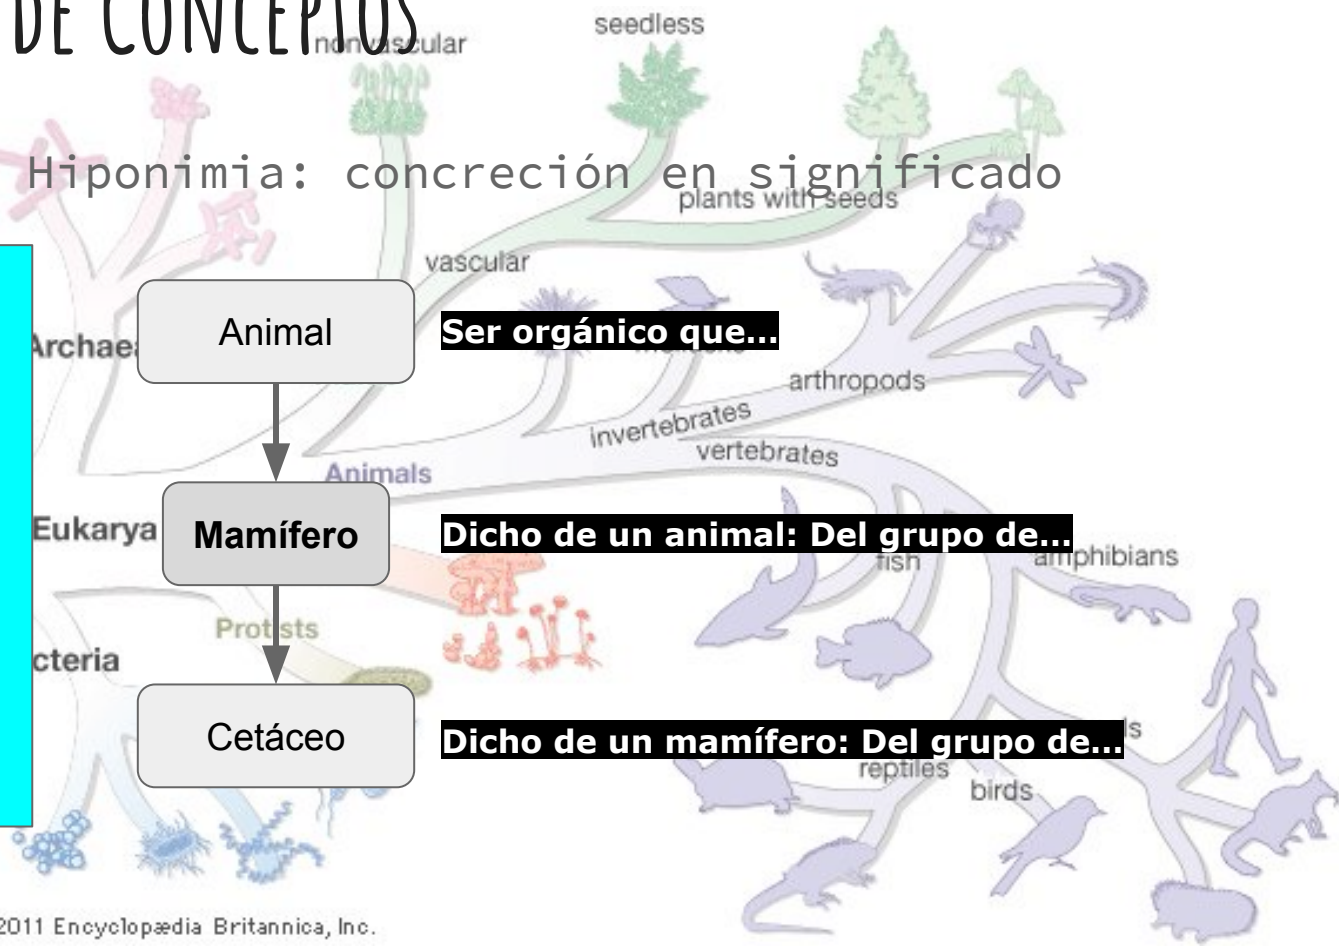 DE CONCEPTOS
nonvascular
seedless
Hiponimia: concreción en significado
plants with seeds
vascular
Animal
Ser orgánico que...
Archaea
arthropods
invertebrates
vertebrates
Animals
Eukarya
Mamífero
Dicho de un animal: Del grupo de...
fish
amphibians
Protists
cteria
Cetáceo
Dicho de un mamífero: Del grupo de...
ls
reptiles
birds
2011 Encyclopædia Britannica, Inc.